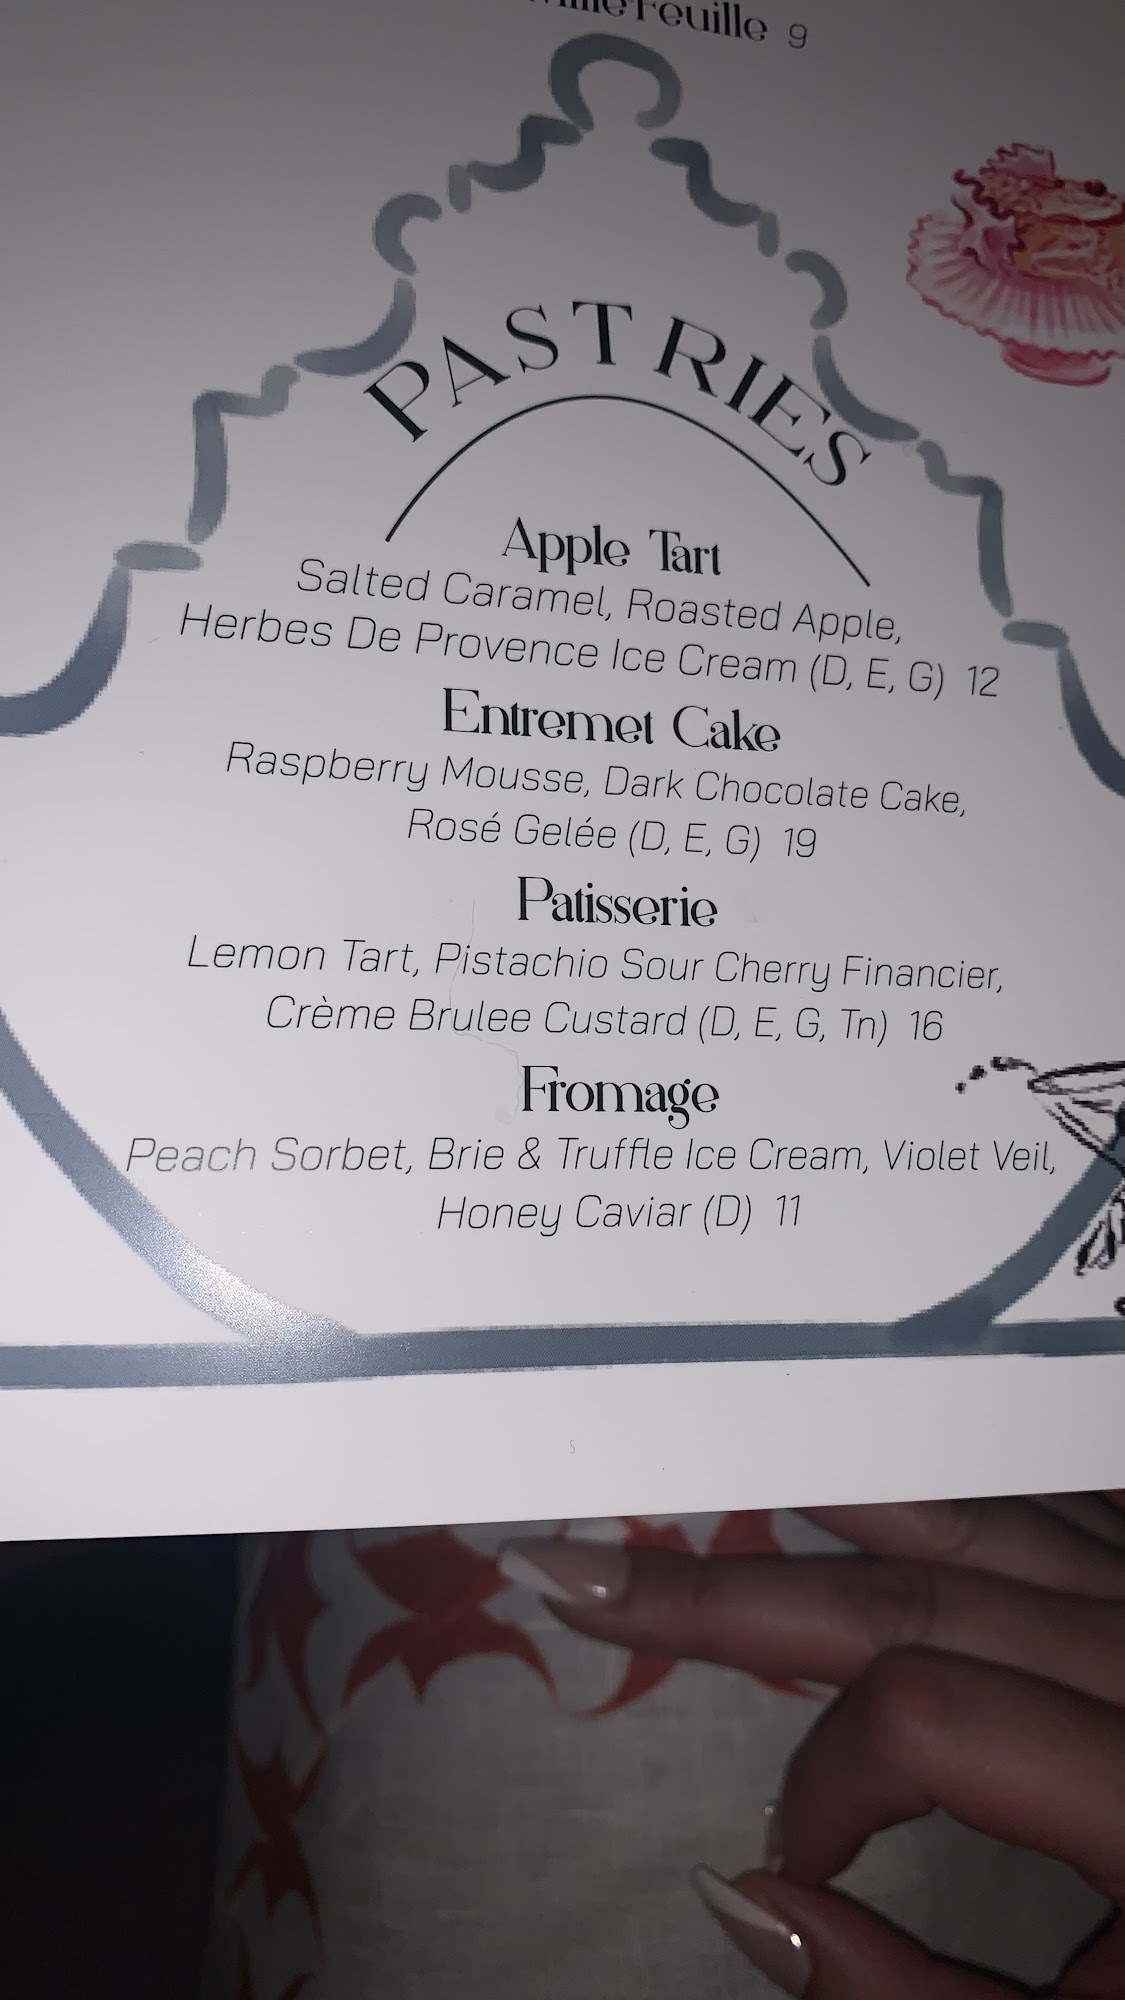 Feuille 9
PASTRIES
Apple Tart
Salted Caramel, Roasted Apple,
Herbes De Provence Ice Cream (D, E, G) 12
Entremet Cake
Raspberry Mousse, Dark Chocolate Cake,
Rosé Gelée (D, E, G) 19
Patisserie
Lemon Tart, Pistachio Sour Cherry Financier,
Crème Brulee Custard (D, E, G, Tn) 16
Fromage
Peach Sorbet, Brie & Truffle Ice Cream, Violet Veil,
Honey Caviar (D) 11